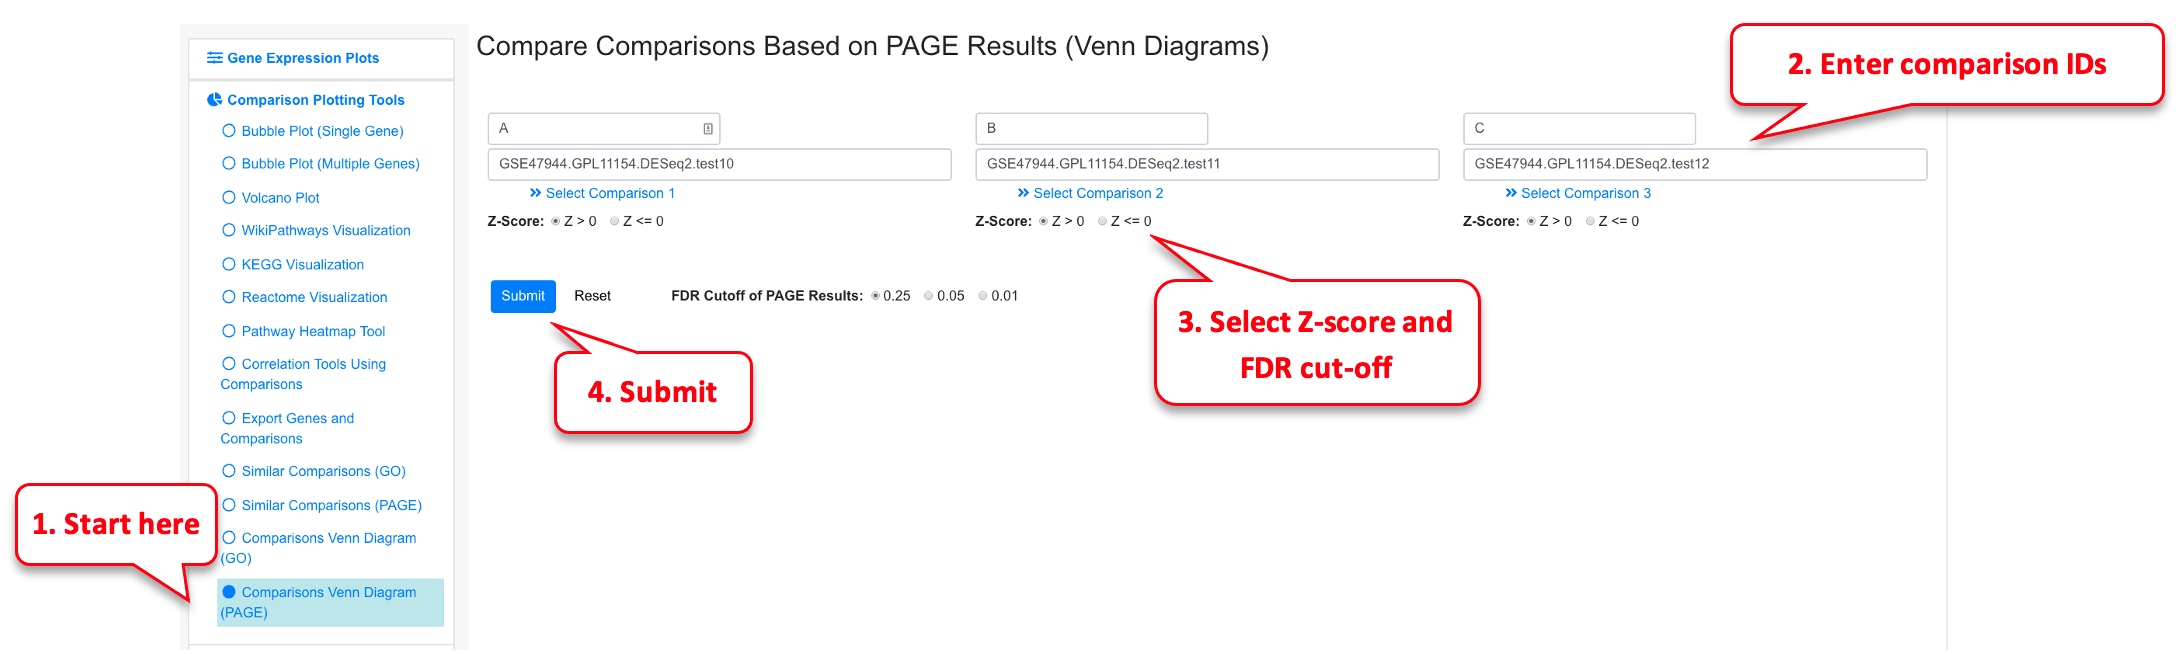 Gene Expression Plots
Comparison Plotting Tools
Bubble Plot (Single Gene)
Bubble Plot (Multiple Genes)
Volcano Plot
WikiPathways Visualization
KEGG Visualization
Reactome Visualization
Pathway Heatmap Tool
Correlation Tools Using
Comparisons
Export Genes and
Comparisons
Similar Comparisons (GO)
Similar Comparisons (PAGE)
Comparisons Venn Diagram
(GO)
Comparisons Venn Diagram
(PAGE)
1. Start here
Compare Comparisons Based on PAGE Results (Venn Diagrams)
2. Enter comparison IDs
A
GSE47944.GPL11154.DESeq2.test10
Select Comparison 1
Z-Score: Z > 0 Z <= 0
B
GSE47944.GPL11154.DESeq2.test11
Select Comparison 2
Z-Score: Z > 0 Z <= 0
C
GSE47944.GPL11154.DESeq2.test12
Select Comparison 3
Z-Score: Z > 0 Z <= 0
Submit Reset FDR Cutoff of PAGE Results: 0.25 0.05 0.01
3. Select Z-score and
FDR cut-off
4. Submit